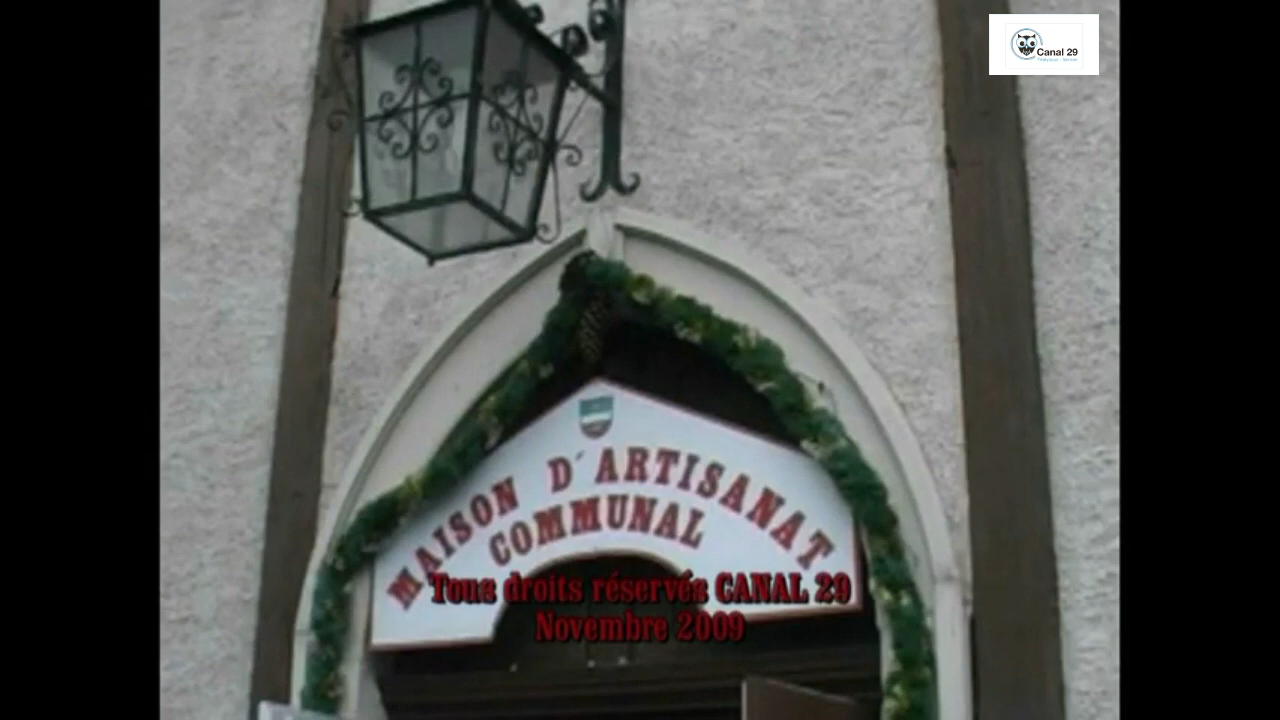 Canal 29
MAISON D'ARTISANAT
COMMUNAL
Tous droits réservés CANAL 29
Novembre 2009